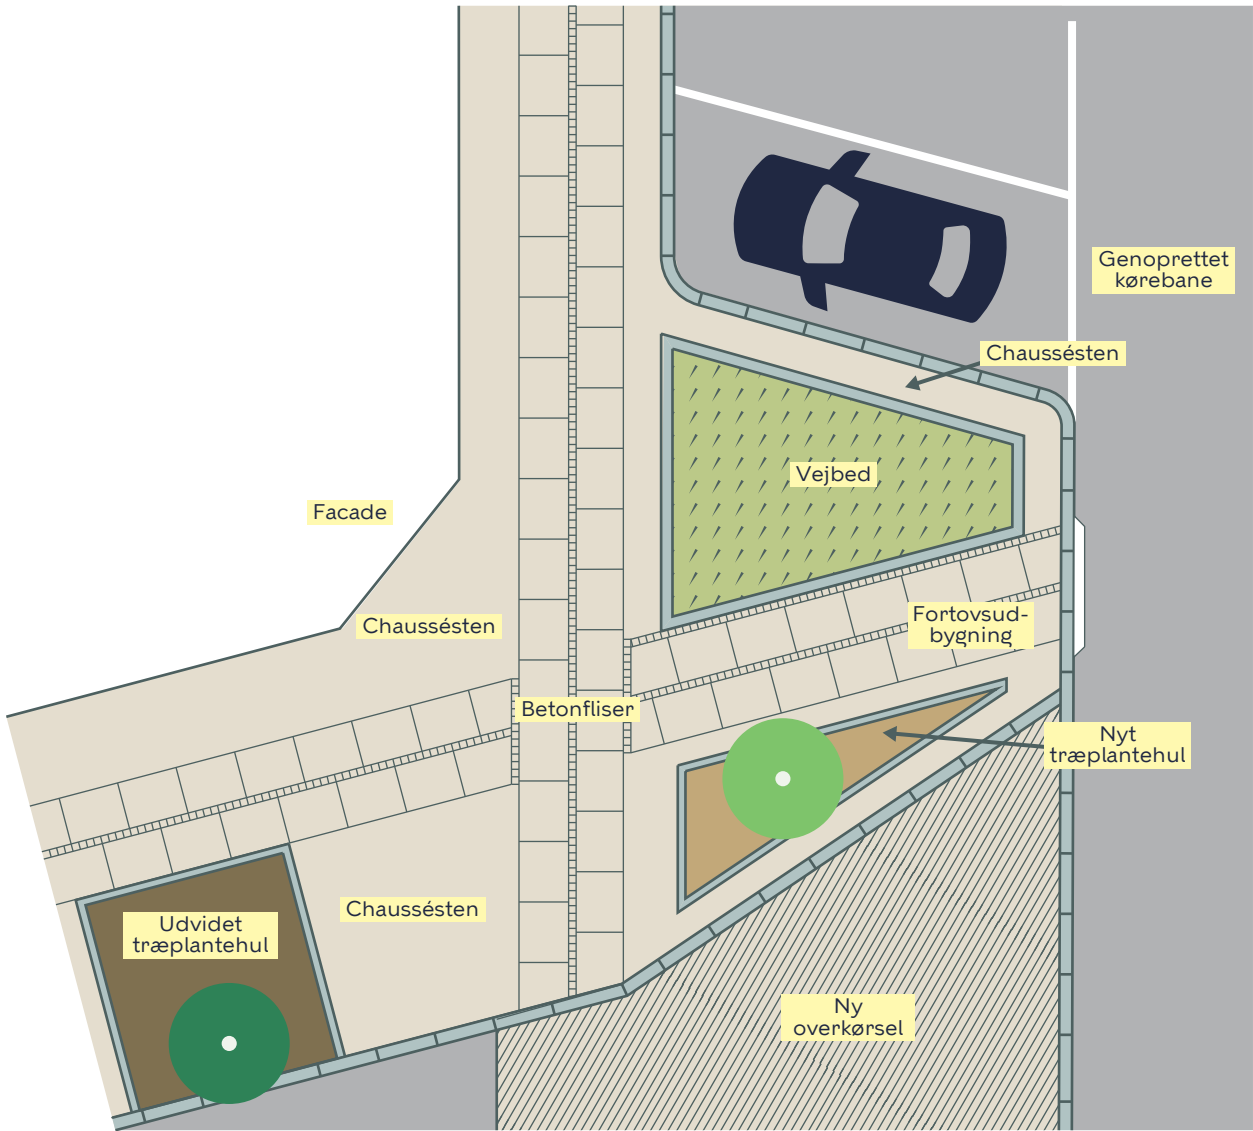 Genoprettet
kørebane
Chaussésten
Vejbed
Facade
Chaussésten
Fortovsud-
bygning
Betonfliser
Nyt
træplantehul
Chaussésten
Udvidet
træplantehul
Ny
overkørsel